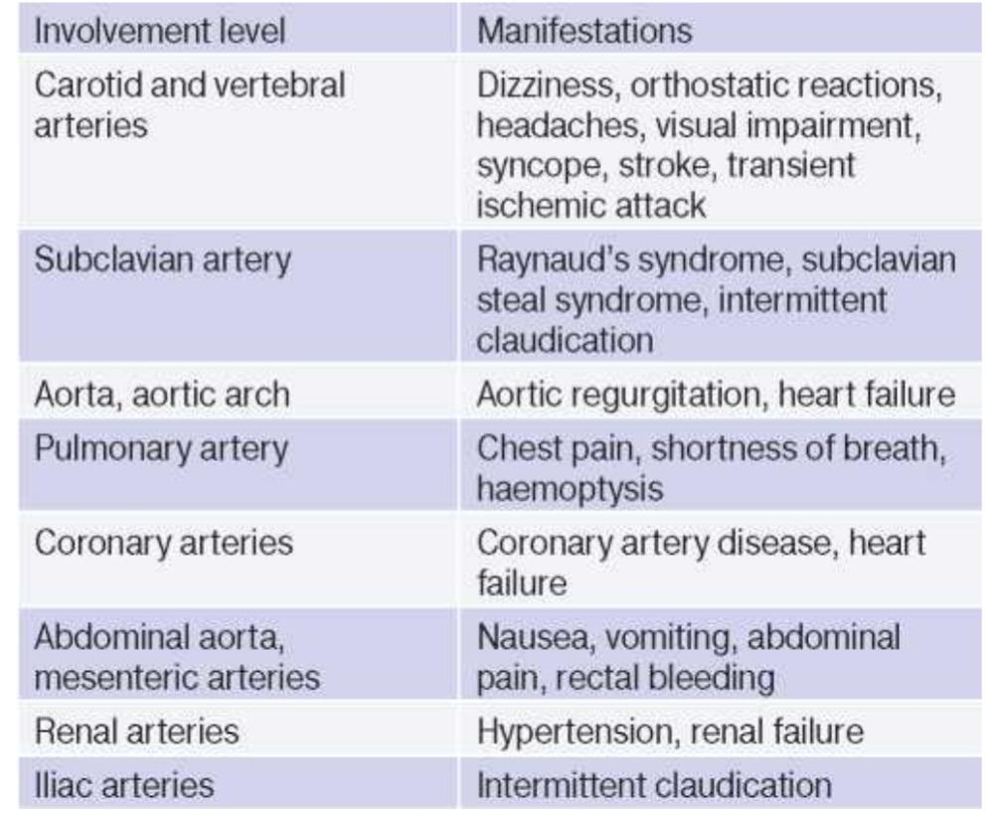 Involvement level
Manifestations
Carotid and vertebral
arteries
Dizziness, orthostatic reactions,
headaches, visual impairment,
syncope, stroke, transient
ischemic attack
Subclavian artery
Raynaud's syndrome, subclavian
steal syndrome, intermittent
claudication
Aorta, aortic arch
Aortic regurgitation, heart failure
Pulmonary artery
Chest pain, shortness of breath,
haemoptysis
Coronary arteries
Coronary artery disease, heart
failure
Abdominal aorta,
mesenteric arteries
Nausea, vomiting, abdominal
pain, rectal bleeding
Renal arteries
Hypertension, renal failure
Iliac arteries
Intermittent claudication